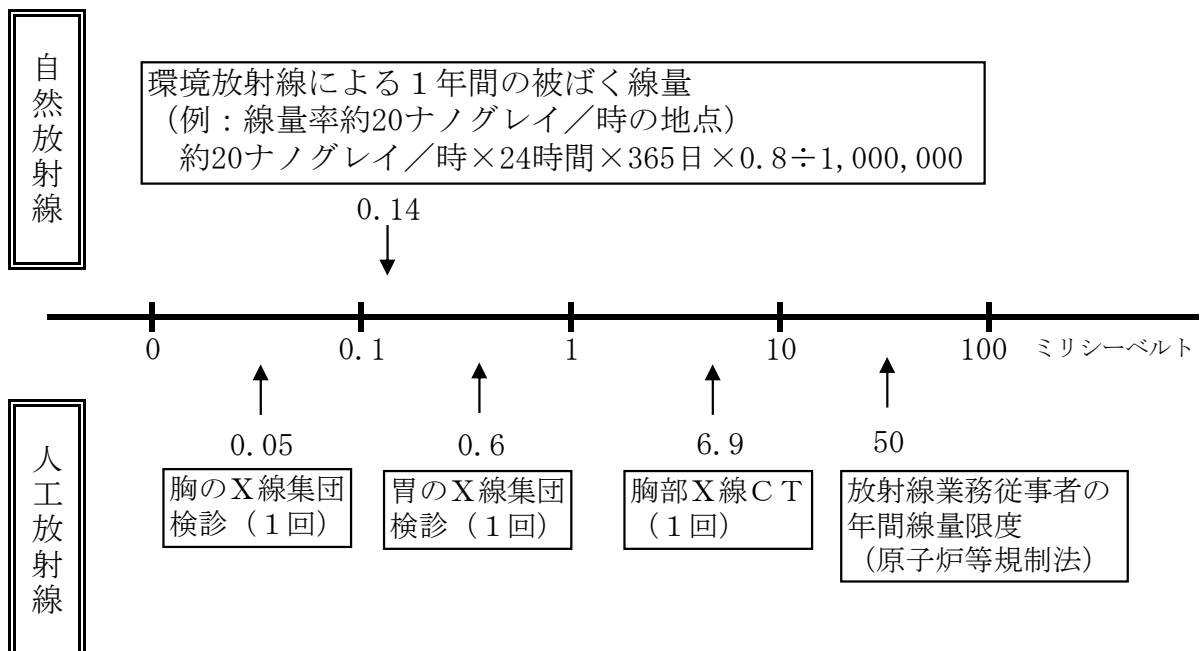 自然放射線
環境放射線による１年間の被ばく線量
（例：線量率約20ナノグレイ／時の地点）
約20ナノグレイ／時×24時間×365日×0.8÷1,000,000
0.14
0 0.1 1 10 100 ミリシーベルト
人工放射線
0.05
胸のＸ線集団
検診（１回）
0.6
胃のＸ線集団
検診（１回）
6.9
胸部Ｘ線ＣＴ
（１回）
50
放射線業務従事者の
年間線量限度
（原子炉等規制法）